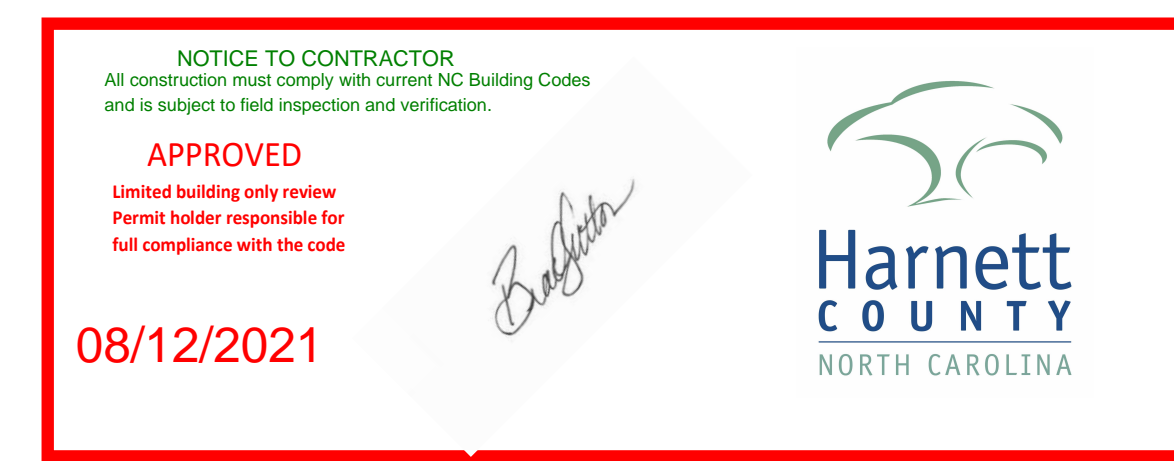 NOTICE TO CONTRACTOR
All construction must comply with current NC Building Codes
and is subject to field inspection and verification.
APPROVED
Limited building only review
Permit holder responsible for
full compliance with the code
08/12/2021
Harnett
COUNTY
NORTH CAROLINA